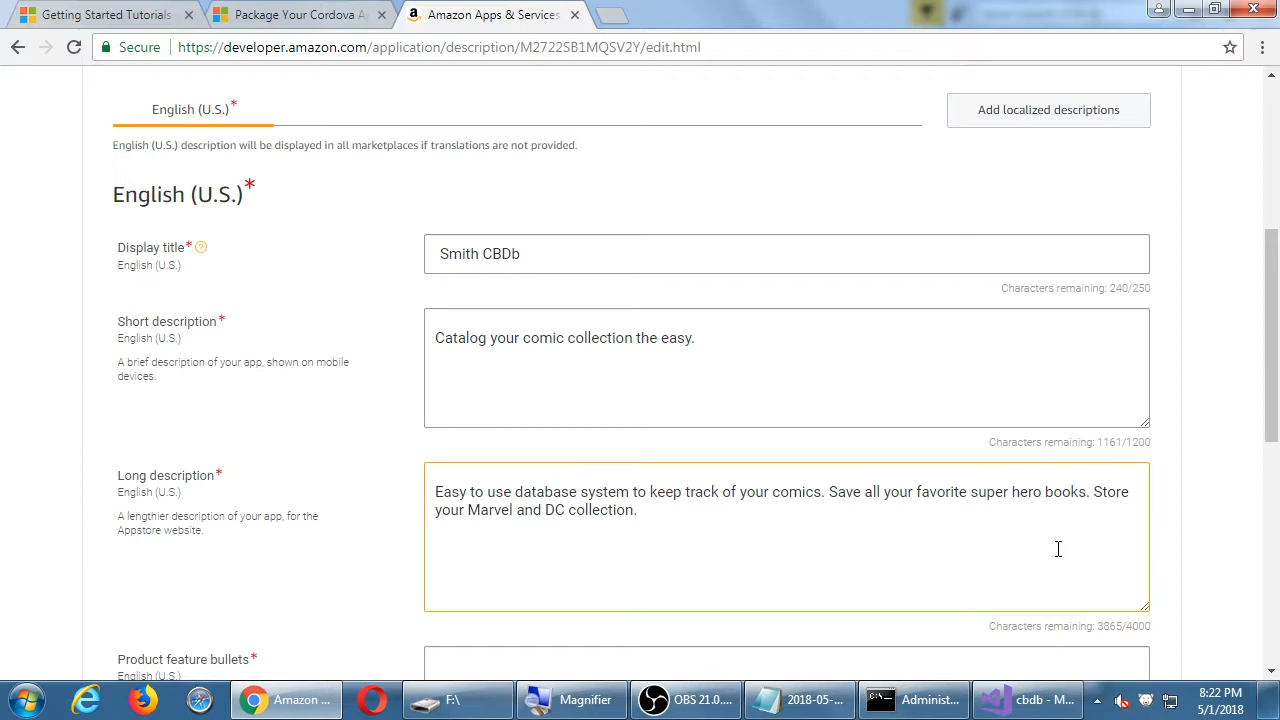 Getting Started Tutorials
Package Your Cordova A
Amazon Apps & Services
Secure https://developer.amazon.com/application/description/M2722SB1MQSV2Y/edit.html
English (U.S.)*
Add localized descriptions
English (U.S.) description will be displayed in all marketplaces if translations are not provided.
English (U.S.)*
Display title* ?
English (U.S.)
Smith CBDb
Characters remaining: 240/250
Short description*
English (U.S.)
A brief description of your app, shown on mobile
devices.
Catalog your comic collection the easy.
Characters remaining: 1161/1200
Long description*
English (U.S.)
A lengthier description of your app, for the
Appstore website.
Easy to use database system to keep track of your comics. Save all your favorite super hero books. Store
your Marvel and DC collection.
Characters remaining: 3865/4000
Product feature bullets*
English (U.S.)
Amazon ...
F:\
Magnifier
OBS 21.0....
2018-05-...
Administ...
cbdb - M...
8:22 PM
5/1/2018